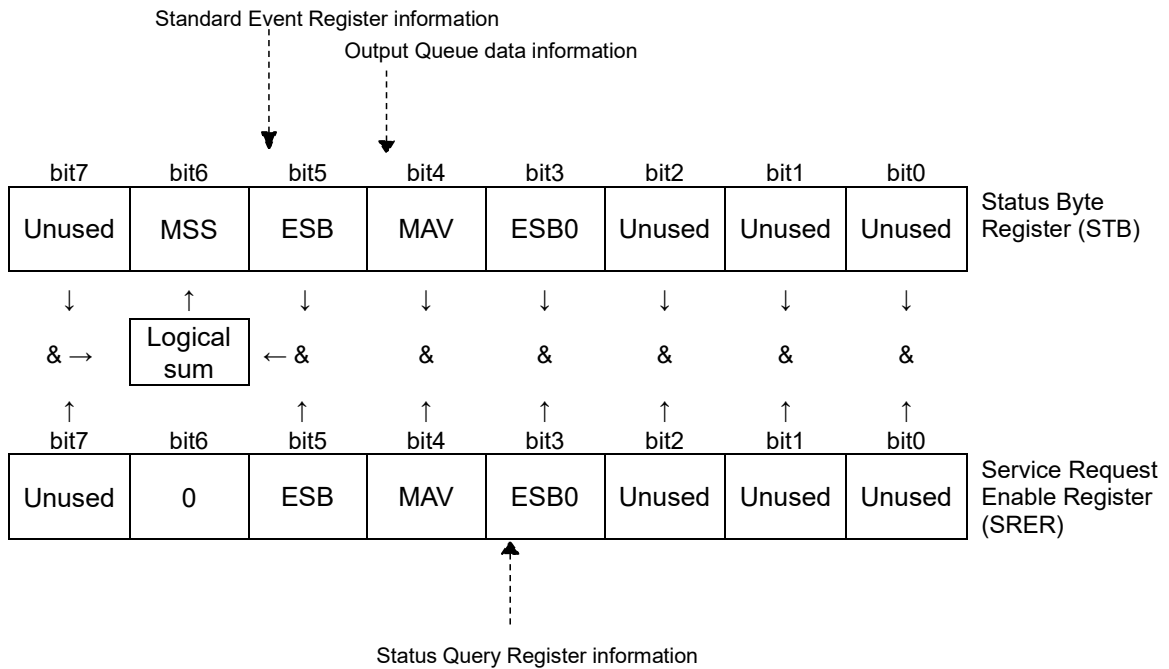 Standard Event Register information
Output Queue data information
bit7 bit6 bit5 bit4 bit3 bit2 bit1 bit0
Unused MSS ESB MAV ESB0 Unused Unused Unused
Status Byte
Register (STB)
↓ ↑ ↓ ↓ ↓ ↓ ↓ ↓
& → Logical
sum ← & & & & & &
↑ ↑ ↑ ↑ ↑ ↑ ↑
bit7 bit6 bit5 bit4 bit3 bit2 bit1 bit0
Unused 0 ESB MAV ESB0 Unused Unused Unused
Service Request
Enable Register
(SRER)
Status Query Register information